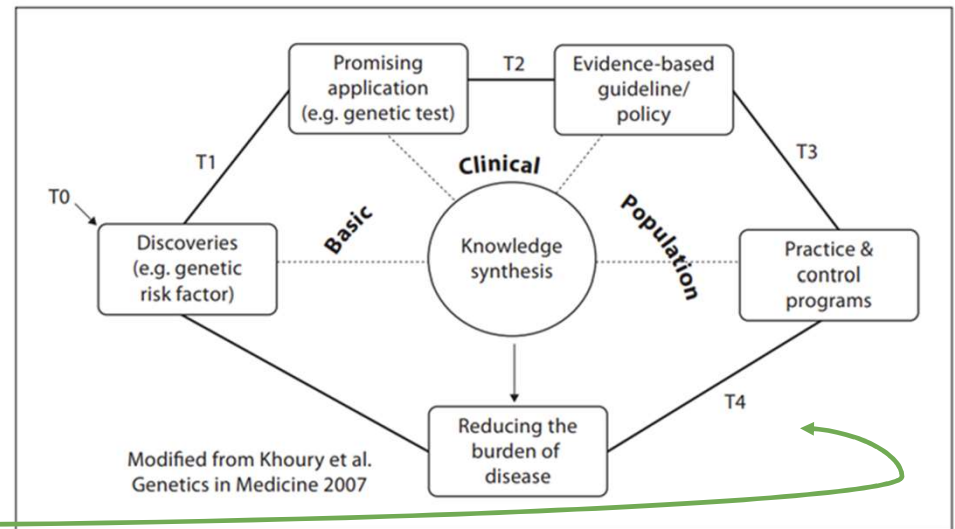 Promising
application
(e.g. genetic test)
T2
Evidence-based
guideline/
policy
T1
Clinical
T3
T0
Basic
Population
Discoveries
(e.g. genetic
risk factor)
Knowledge
synthesis
Practice &
control
programs
T4
Reducing the
burden of
disease
Modified from Khoury et al.
Genetics in Medicine 2007